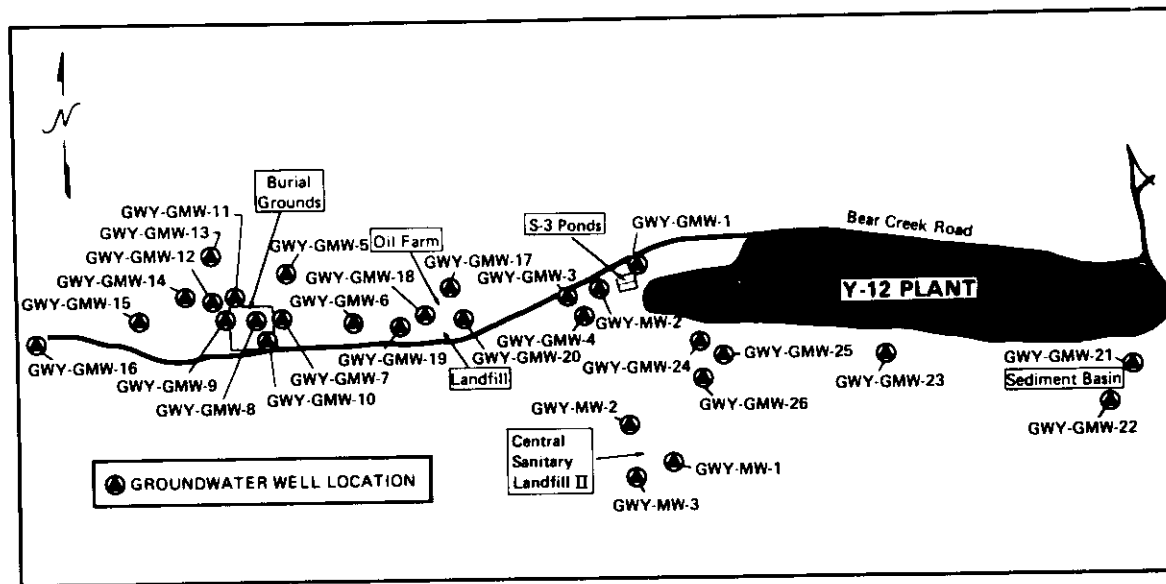 N
Burial
Grounds
GWY-GMW-11
GWY-GMW-13
GWY-GMW-12
GWY-GMW-14
GWY-GMW-15
GWY-GMW-16
GWY-GMW-9
GWY-GMW-8
GWY-GMW-7
GWY-GMW-10
GWY-GMW-5
Oil Farm
GWY-GMW-18
GWY-GMW-6
GWY-GMW-17
GWY-GMW-19
GWY-GMW-20
Landfill
S-3 Ponds
GWY-GMW-1
GWY-GMW-3
GWY-MW-2
GWY-GMW-4
Bear Creek Road
Y-12 PLANT
GWY-GMW-24
GWY-GMW-25
GWY-GMW-26
GWY-GMW-23
GWY-GMW-21
Sediment Basin
GWY-GMW-22
GWY-MW-2
Central
Sanitary
Landfill II
GWY-MW-1
GWY-MW-3
GROUNDWATER WELL LOCATION